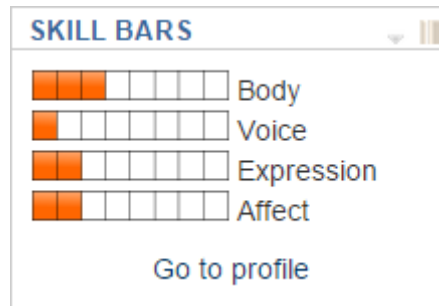 SKILL BARS
Body
Voice
Expression
Affect
Go to profile